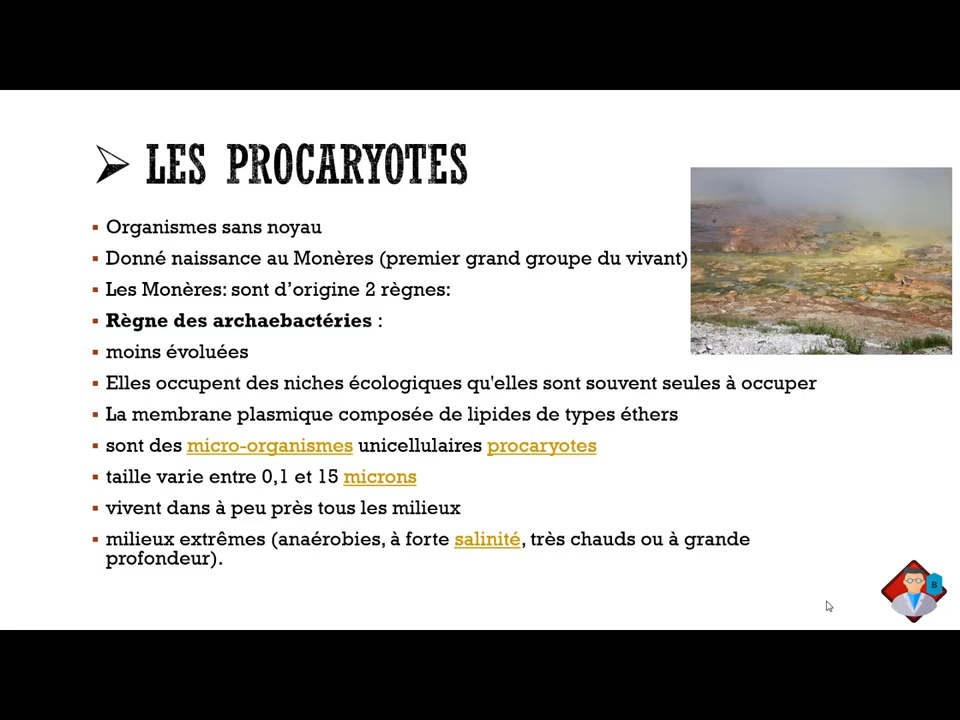 LES PROCARYOTES
Organismes sans noyau
Donné naissance au Monères (premier grand groupe du vivant)
Les Monères: sont d'origine 2 règnes:
Règne des archaebactéries :
moins évoluées
Elles occupent des niches écologiques qu'elles sont souvent seules à occuper
La membrane plasmique composée de lipides de types éthers
sont des micro-organismes unicellulaires procaryotes
taille varie entre 0,1 et 15 microns
vivent dans à peu près tous les milieux
milieux extrêmes (anaérobies, à forte salinité, très chauds ou à grande
profondeur).
B